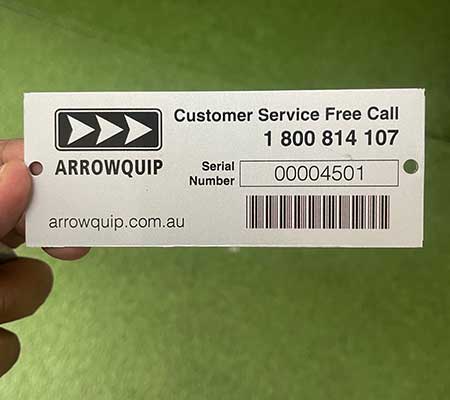 Customer Service Free Call
1 800 814 107
ARROWQUIP
Serial
Number
00004501
arrowquip.com.au